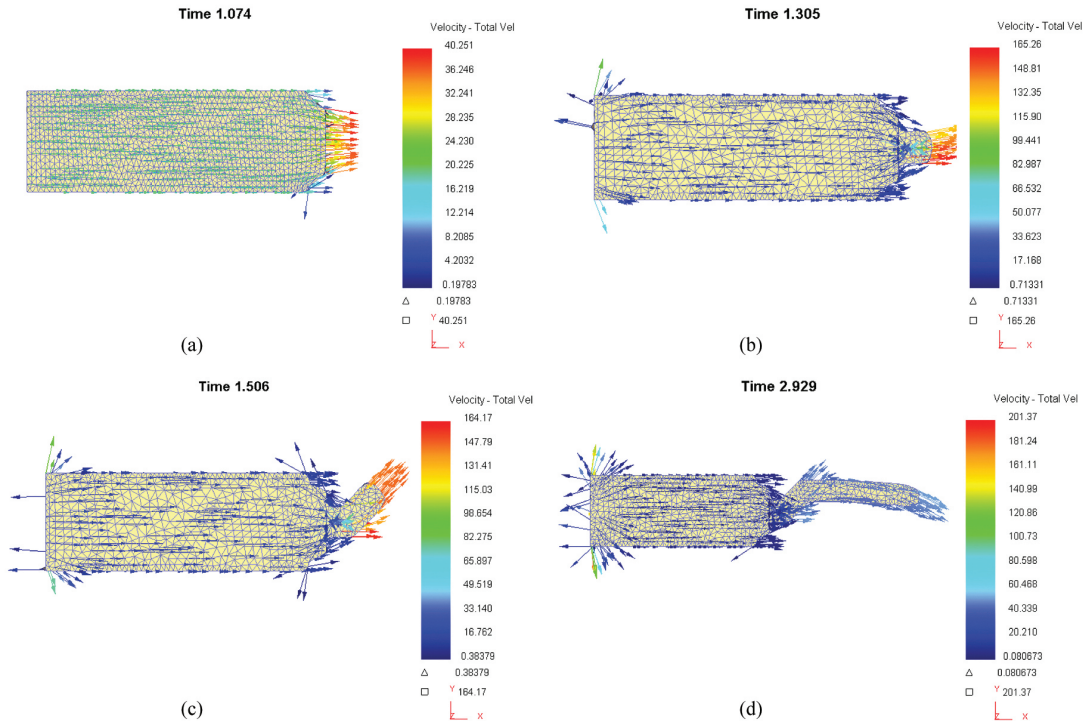 Time 1.074
Velocity - Total Vel
40.251
36.246
32.241
28.235
24.230
20.225
16.219
12.214
8.2085
4.2032
0.19783
0.19783
40.251
Y
Z X
(a)
Time 1.305
Velocity - Total Vel
165.26
148.81
132.35
115.90
99.441
82.987
66.532
50.077
33.623
17.168
0.71331
0.71331
165.26
Y
Z X
(b)
Time 1.506
Velocity - Total Vel
164.17
147.79
131.41
115.03
98.654
82.275
65.897
49.519
33.140
16.762
0.38379
0.38379
164.17
Y
Z X
(c)
Time 2.929
Velocity - Total Vel
201.37
181.24
161.11
140.99
120.86
100.73
80.598
60.468
40.339
20.210
0.080673
0.080673
201.37
Y
Z X
(d)